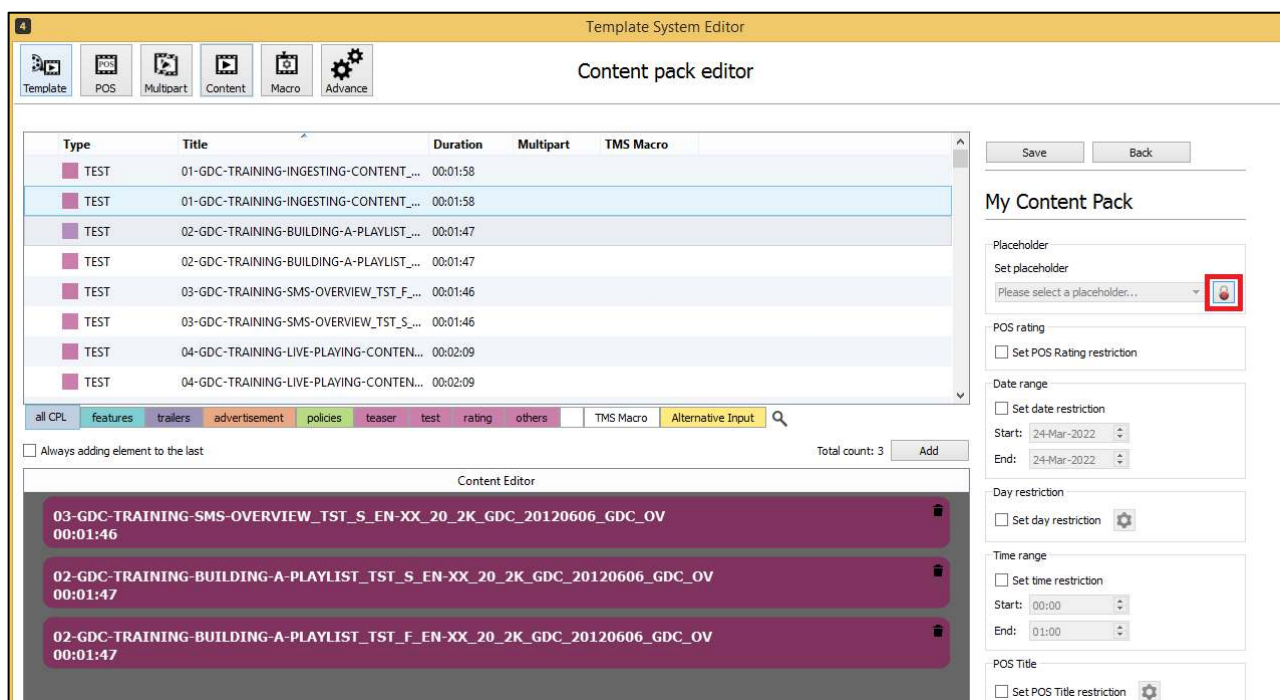 4 Template System Editor
Template POS Multipart Content Macro Advance
POS
Content pack editor
Type Title Duration Multipart TMS Macro
TEST 01-GDC-TRAINING-INGESTING-CONTENT_... 00:01:58
TEST 01-GDC-TRAINING-INGESTING-CONTENT_... 00:01:58
TEST 02-GDC-TRAINING-BUILDING-A-PLAYLIST_... 00:01:47
TEST 02-GDC-TRAINING-BUILDING-A-PLAYLIST_... 00:01:47
TEST 03-GDC-TRAINING-SMS-OVERVIEW_TST_F_... 00:01:46
TEST 03-GDC-TRAINING-SMS-OVERVIEW_TST_S_... 00:01:46
TEST 04-GDC-TRAINING-LIVE-PLAYING-CONTEN... 00:02:09
TEST 04-GDC-TRAINING-LIVE-PLAYING-CONTEN... 00:02:09
all CPL features trailers advertisement policies teaser test rating others TMS Macro Alternative Input
Always adding element to the last Total count: 3 Add
Content Editor
03-GDC-TRAINING-SMS-OVERVIEW_TST_S_EN-XX_20_2K_GDC_20120606_GDC_OV
00:01:46
02-GDC-TRAINING-BUILDING-A-PLAYLIST_TST_S_EN-XX_20_2K_GDC_20120606_GDC_OV
00:01:47
02-GDC-TRAINING-BUILDING-A-PLAYLIST_TST_F_EN-XX_20_2K_GDC_20120606_GDC_OV
00:01:47
Save Back
My Content Pack
Placeholder
Set placeholder
Please select a placeholder...
POS rating
Set POS Rating restriction
Date range
Set date restriction
Start: 24-Mar-2022
End: 24-Mar-2022
Day restriction
Set day restriction
Time range
Set time restriction
Start: 00:00
End: 01:00
POS Title
Set POS Title restriction